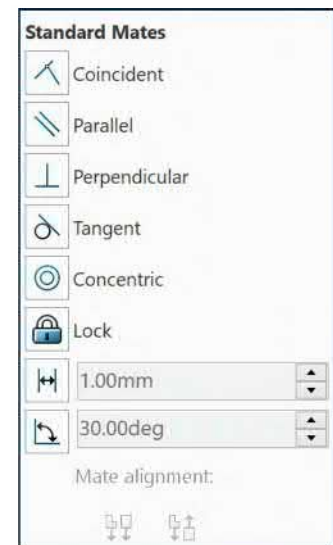 Standard Mates
Coincident
Parallel
Perpendicular
Tangent
Concentric
Lock
1.00mm
30.00deg
Mate alignment: